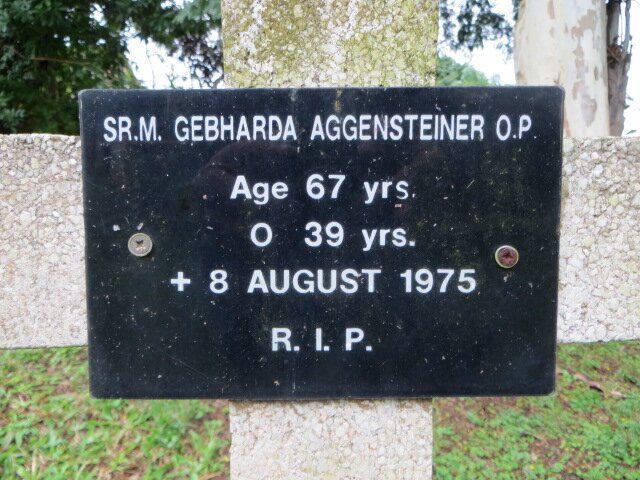 SR.M. GEBHARDA AGGENSTEINER O.P.
Age 67 yrs.
O 39 yrs.
+ 8 AUGUST 1975
R. I. P.